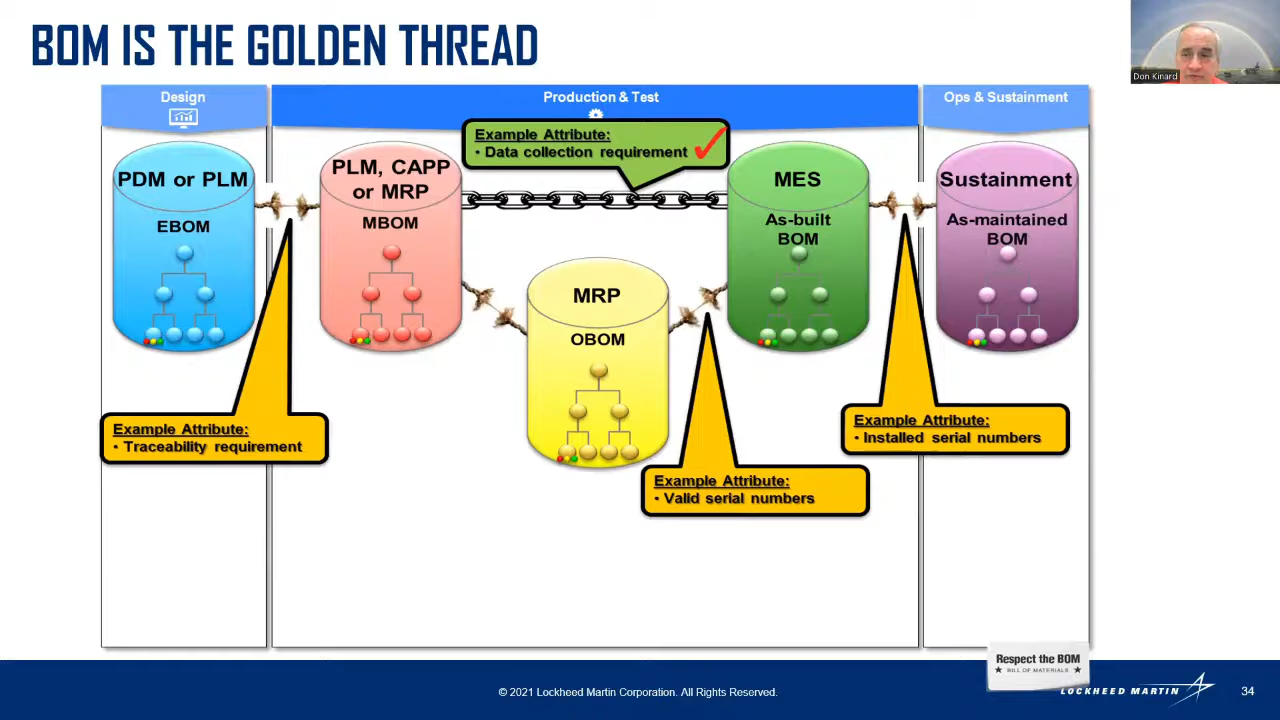 BOM IS THE GOLDEN THREAD
Don Kinard
Design
Production & Test
Ops & Sustainment
Example Attribute:
• Data collection requirement
PDM or PLM
EBOM
PLM, CAPP
or MRP
MBOM
MRP
OBOM
MES
As-built
BOM
Sustainment
As-maintained
BOM
Example Attribute:
• Traceability requirement
Example Attribute:
• Valid serial numbers
Example Attribute:
• Installed serial numbers
Respect the BOM
★ BILL OF MATERIALS ★
© 2021 Lockheed Martin Corporation. All Rights Reserved.
LOCKHEED MARTIN
34